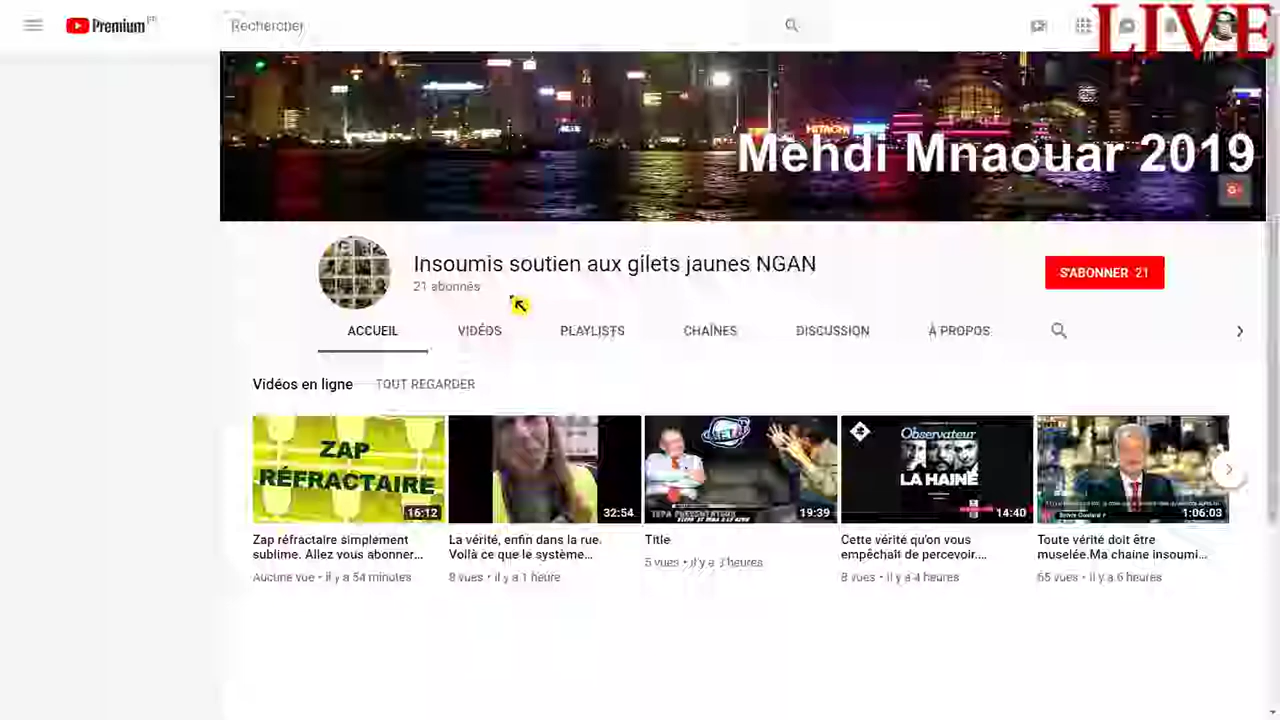 Premium FR
Rechercher
LIVE
HITACHI
Mehdi Mnaouar 2019
G+
Insoumis soutien aux gilets jaunes NGAN
21 abonnés
S'ABONNER 21
ACCUEIL
VIDÉOS
PLAYLISTS
CHAÎNES
DISCUSSION
À PROPOS
Vidéos en ligne
TOUT REGARDER
ZAP
RÉFRACTAIRE
16:12
32:54
19:39
Observateur
LA HAINE
14:40
1:06:03
Zap réfractaire simplement
sublime. Allez vous abonner...
Aucune vue • il y a 54 minutes
La vérité, enfin dans la rue.
Voilà ce que le système...
8 vues • il y a 1 heure
Title
5 vues • il y a 3 heures
Cette vérité qu'on vous
empêchait de percevoir....
8 vues • il y a 4 heures
Toute vérité doit être
muselée.Ma chaine insoumi...
65 vues • il y a 6 heures